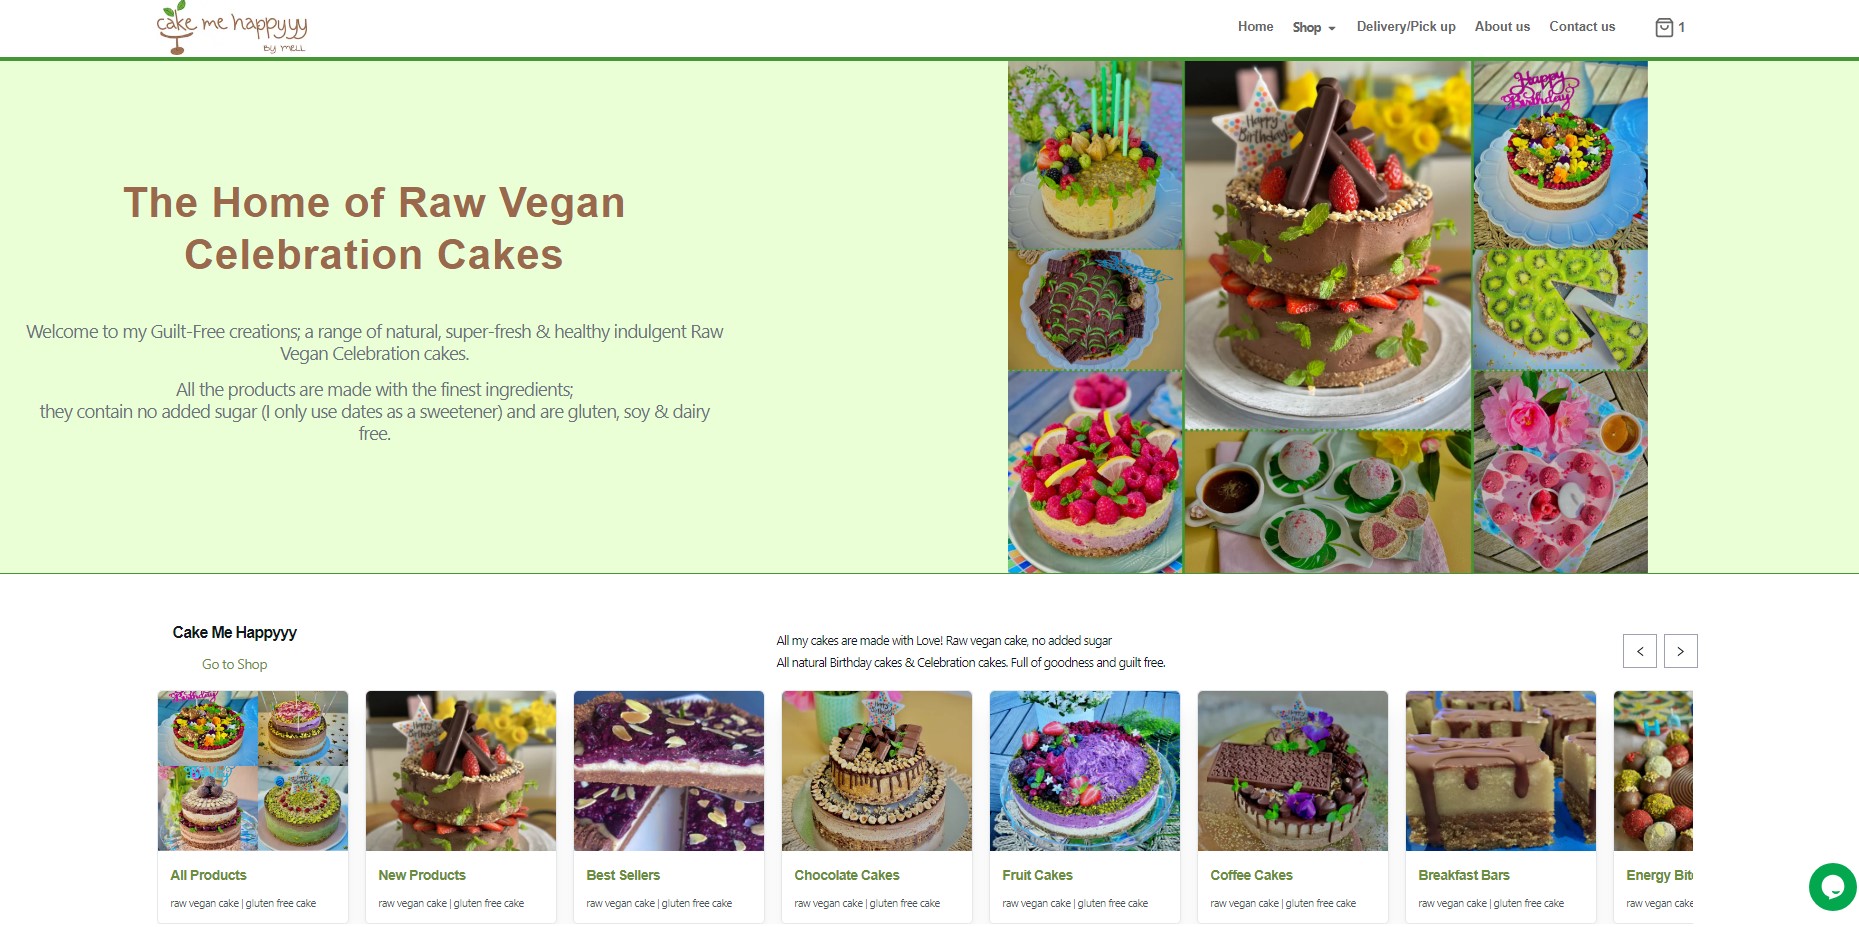 cake me happyyy
BY MELL
Home Shop Delivery/Pick up About us Contact us 1
Happy Birthday
Happy Birthday
The Home of Raw Vegan
Celebration Cakes
Welcome to my Guilt-Free creations; a range of natural, super-fresh & healthy indulgent Raw
Vegan Celebration cakes.
All the products are made with the finest ingredients;
they contain no added sugar (I only use dates as a sweetener) and are gluten, soy & dairy
free.
Cake Me Happyyy
Go to Shop
All my cakes are made with Love! Raw vegan cake, no added sugar
All natural Birthday cakes & Celebration cakes. Full of goodness and guilt free.
< >
All Products
raw vegan cake | gluten free cake
New Products
raw vegan cake | gluten free cake
Best Sellers
raw vegan cake | gluten free cake
Chocolate Cakes
raw vegan cake | gluten free cake
Fruit Cakes
raw vegan cake | gluten free cake
Coffee Cakes
raw vegan cake | gluten free cake
Breakfast Bars
raw vegan cake | gluten free cake
Energy Bit
raw vegan cake